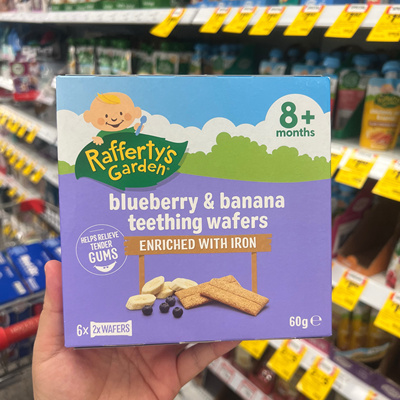 8+
months
Rafferty's
Garden
blueberry & banana
teething wafers
ENRICHED WITH IRON
HELPS RELIEVE
TENDER
GUMS
6x 2x WAFERS
60g e